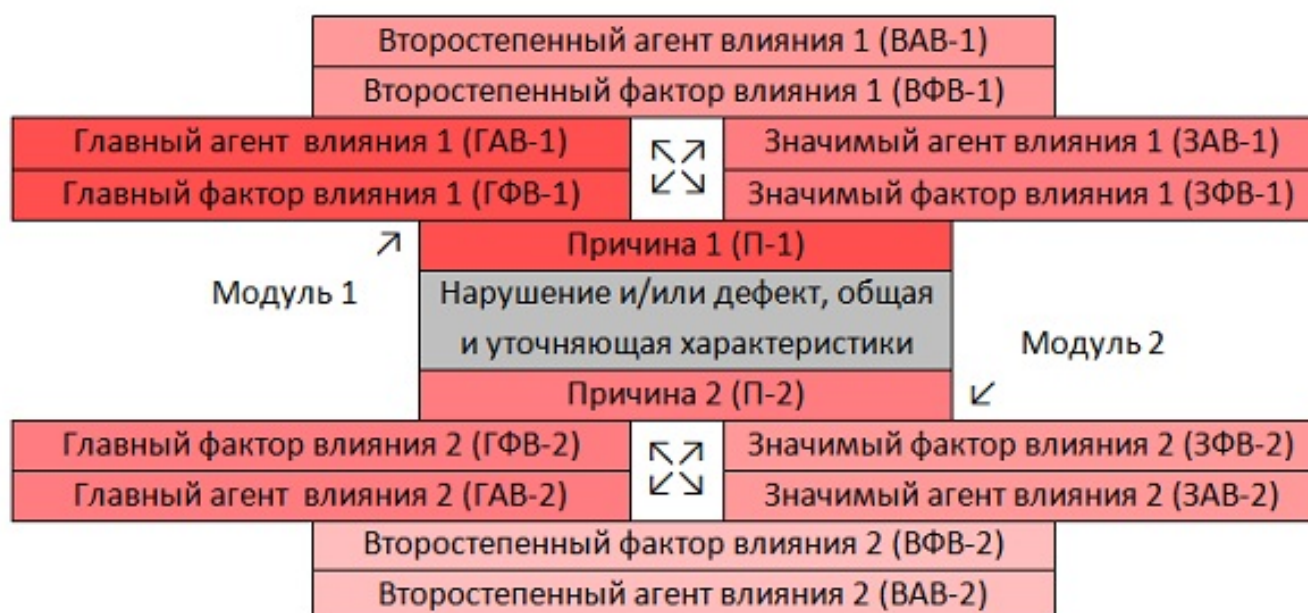 Второстепенный агент влияния 1 (ВАВ-1)
Второстепенный фактор влияния 1 (ВФВ-1)
Главный агент влияния 1 (ГАВ-1)
Значимый агент влияния 1 (ЗАВ-1)
Главный фактор влияния 1 (ГФВ-1)
Значимый фактор влияния 1 (ЗФВ-1)
Причина 1 (П-1)
Модуль 1
Нарушение и/или дефект, общая
и уточняющая характеристики
Модуль 2
Причина 2 (П-2)
Главный фактор влияния 2 (ГФВ-2)
Значимый фактор влияния 2 (ЗФВ-2)
Главный агент влияния 2 (ГАВ-2)
Значимый агент влияния 2 (ЗАВ-2)
Второстепенный фактор влияния 2 (ВФВ-2)
Второстепенный агент влияния 2 (ВАВ-2)